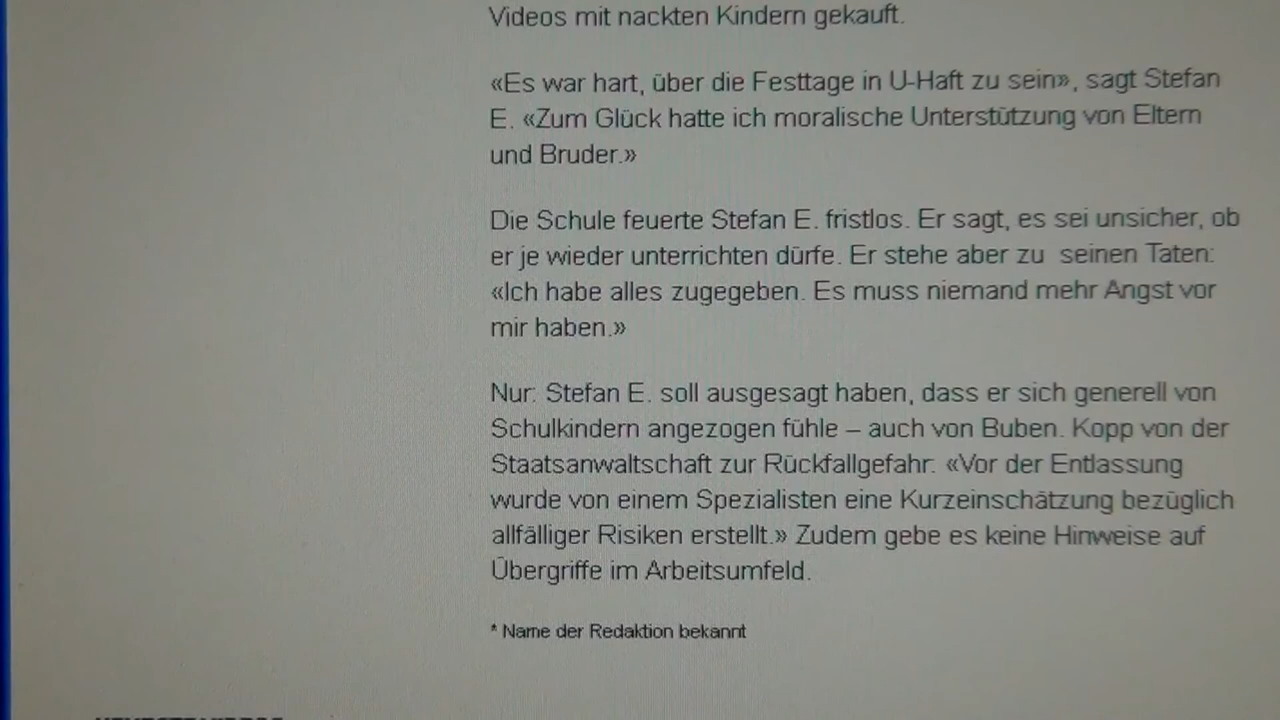 Videos mit nackten Kindern gekauft.
«Es war hart, über die Festtage in U-Haft zu sein», sagt Stefan
E. «Zum Glück hatte ich moralische Unterstützung von Eltern
und Bruder.»
Die Schule feuerte Stefan E. fristlos. Er sagt, es sei unsicher, ob
er je wieder unterrichten dürfe. Er stehe aber zu seinen Taten:
«Ich habe alles zugegeben. Es muss niemand mehr Angst vor
mir haben.»
Nur: Stefan E. soll ausgesagt haben, dass er sich generell von
Schulkindern angezogen fühle – auch von Buben. Kopp von der
Staatsanwaltschaft zur Rückfallgefahr: «Vor der Entlassung
wurde von einem Spezialisten eine Kurzeinschätzung bezüglich
allfälliger Risiken erstellt.» Zudem gebe es keine Hinweise auf
Übergriffe im Arbeitsumfeld.
* Name der Redaktion bekannt